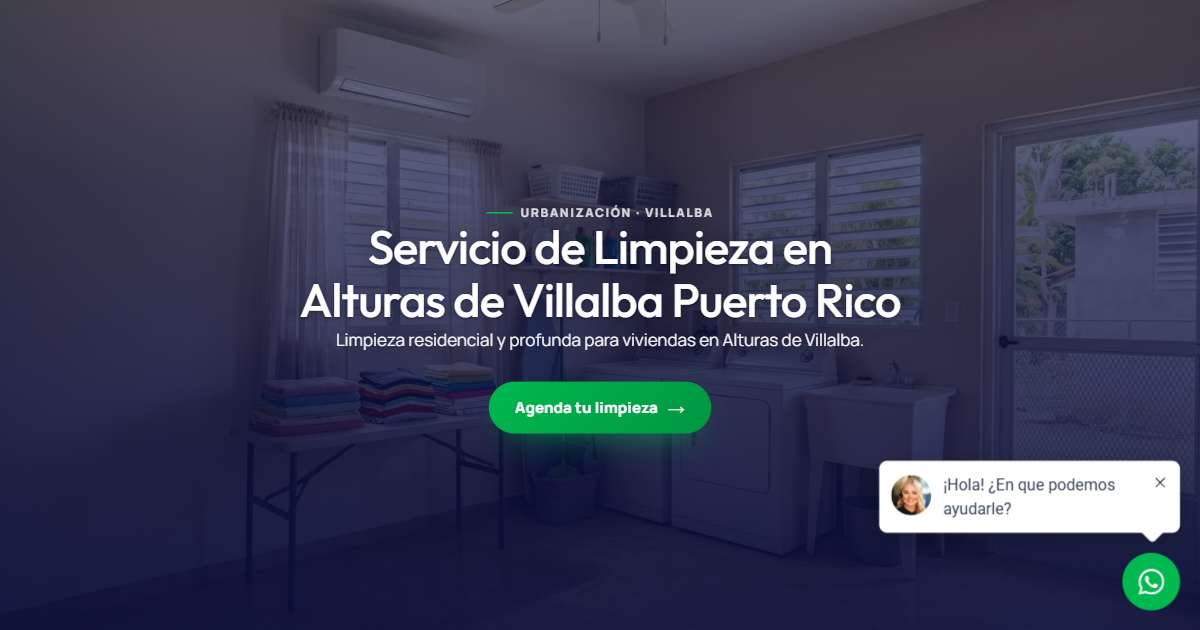 URBANIZACIÓN · VILLALBA
Servicio de Limpieza en
Alturas de Villalba Puerto Rico
Limpieza residencial y profunda para viviendas en Alturas de Villalba.
Agenda tu limpieza →
¡Hola! ¿En que podemos
ayudarle?